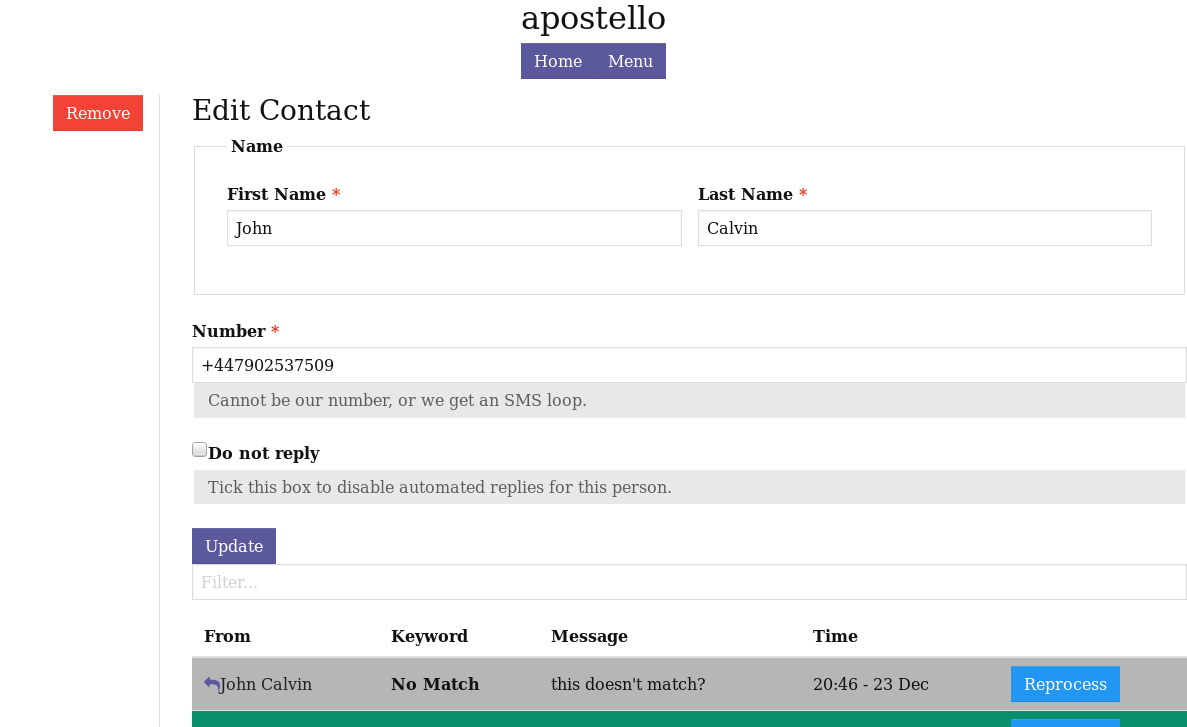 apostello
Home Menu
Remove
Edit Contact
Name
First Name * Last Name *
John Calvin
Number *
+447902537509
Cannot be our number, or we get an SMS loop.
Do not reply
Tick this box to disable automated replies for this person.
Update
Filter...
From Keyword Message Time
John Calvin No Match this doesn't match? 20:46 - 23 Dec Reprocess